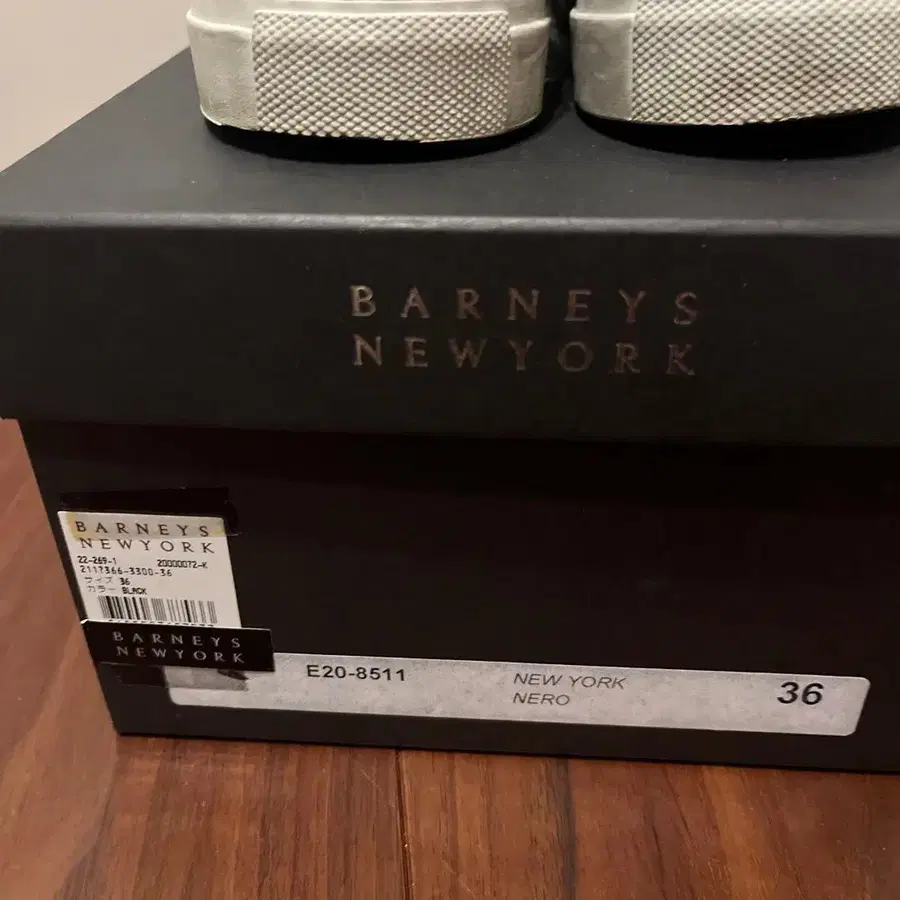 BARNEYS
NEWYORK
BARNEYS
NEWYORK
22-269-1 20000072-K
2117366-3300-36
サイズ 36
カラー BLACK
BARNEYS
NEWYORK
E20-8511 NEW YORK 36
NERO